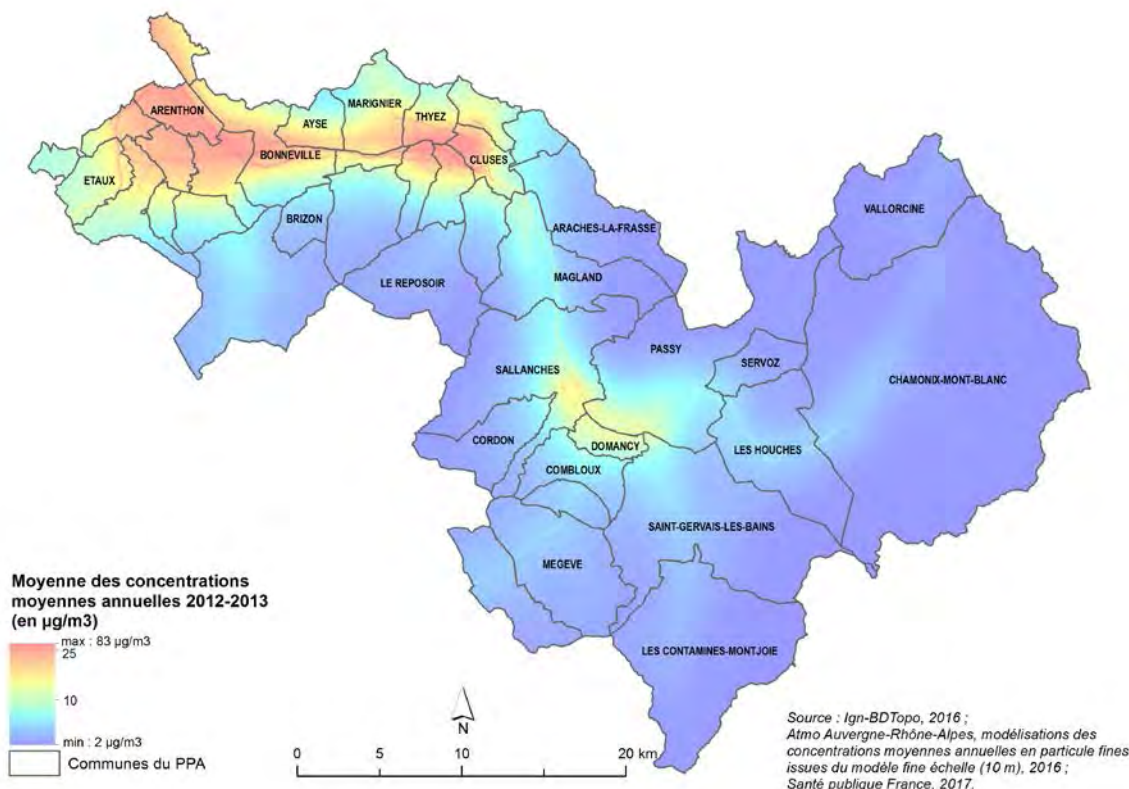 ARENTHON
MARIGNIER
AYSE
THYEZ
BONNEVILLE
CLUSES
ETAUX
BRIZON
VALLORCINE
ARACHES-LA-FRASSE
LE REPOSOIR
MAGLAND
PASSY
SERVOZ
SALLANCHES
CHAMONIX-MONT-BLANC
CORDON
DOMANCY
LES HOUCHES
COMBLOUX
SAINT-GERVAIS-LES-BAINS
MEGEVE
LES CONTAMINES-MONTJOIE
Moyenne des concentrations
moyennes annuelles 2012-2013
(en µg/m3)
max : 83 µg/m3
25
10
min : 2 µg/m3
Communes du PPA
N
0 10 20 km
Source : Ign-BDTopo, 2016 ;
Atmo Auvergne-Rhône-Alpes, modélisations des
concentrations moyennes annuelles en particule fines
issues du modèle fine échelle (10 m), 2016 ;
Santé publique France, 2017.